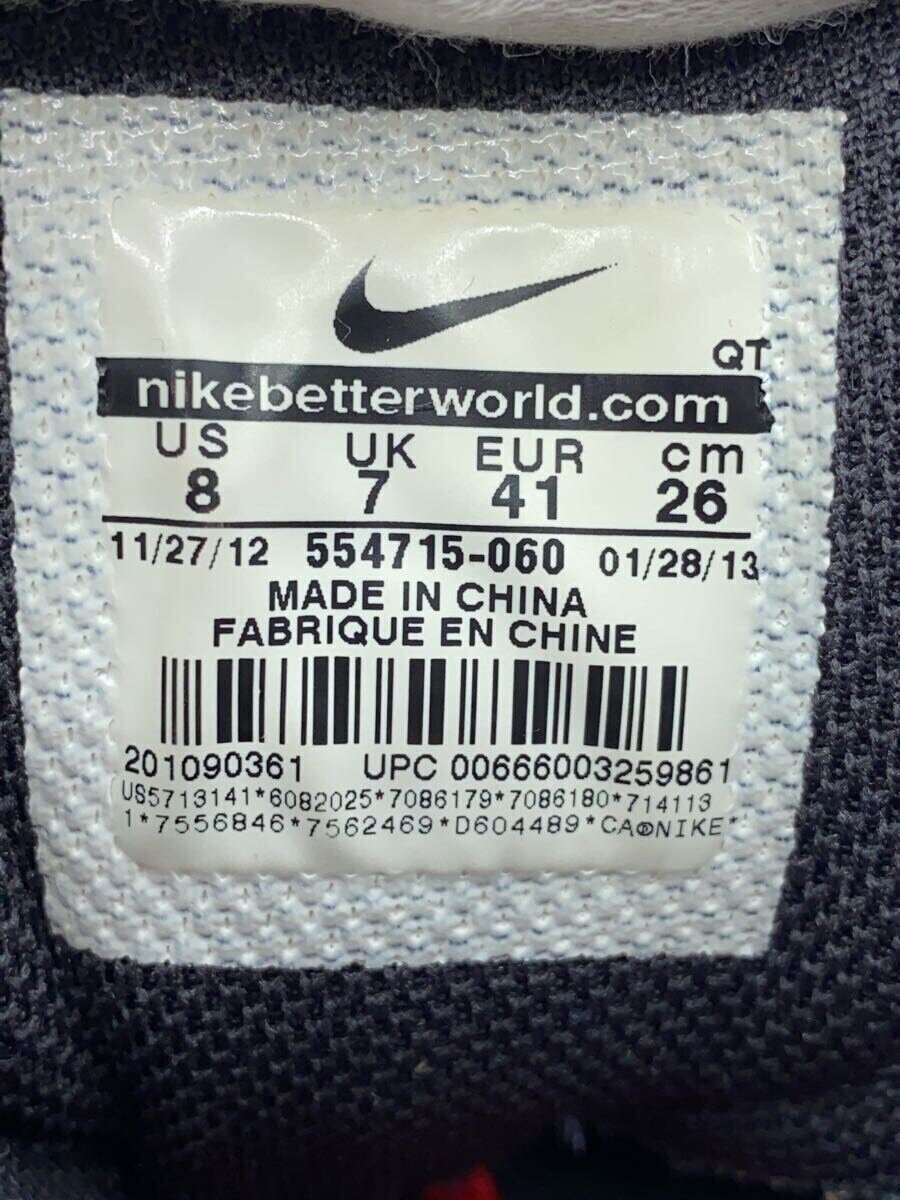 QT
nikebetterworld.com
US UK EUR cm
8 7 41 26
11/27/12 554715-060 01/28/13
MADE IN CHINA
FABRIQUE EN CHINE
201090361 UPC 00666003259861
US5713141*6082025*7086179*7086180*714113
1*7556846*7562469*D604489*CA®NIKE*